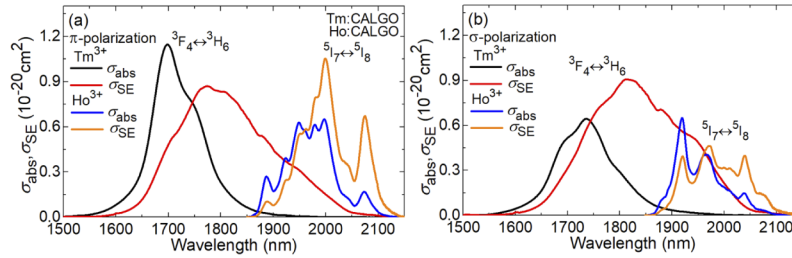 (a)
Tm:CALGO
Ho:CALGO
π-polarization
³F₄↔³H₆
Tm³⁺
σabs
σSE
Ho³⁺
σabs
σSE
⁵I₇↔⁵I₈
σabs, σSE (10⁻²⁰cm²)
1.2
0.9
0.6
0.3
0.0
1500 1600 1700 1800 1900 2000 2100
Wavelength (nm)
(b)
σ-polarization
Tm³⁺
σabs
σSE
Ho³⁺
σabs
σSE
³F₄↔³H₆
⁵I₇↔⁵I₈
σabs, σSE (10⁻²⁰cm²)
1.2
0.9
0.6
0.3
0.0
1500 1600 1700 1800 1900 2000 2100
Wavelength (nm)